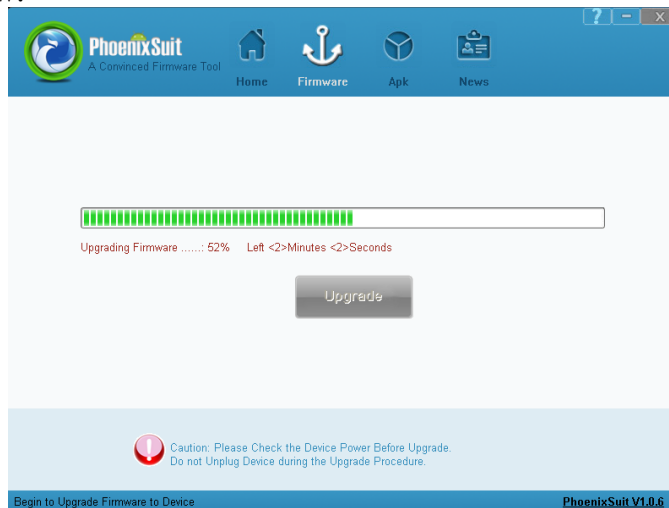 PhoenixSuit
A Convinced Firmware Tool
Home
Firmware
Apk
News
? - x
Upgrading Firmware ......: 52% Left <2>Minutes <2>Seconds
Upgrade
Caution: Please Check the Device Power Before Upgrade.
Do not Unplug Device during the Upgrade Procedure.
Begin to Upgrade Firmware to Device
PhoenixSuit V1.0.6